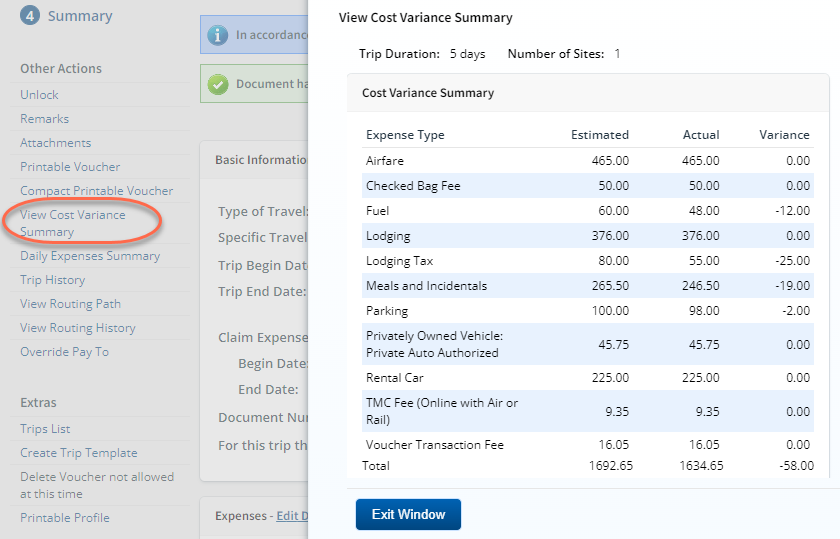 4 Summary
Other Actions
Unlock
Remarks
Attachments
Printable Voucher
Compact Printable Voucher
View Cost Variance
Summary
Daily Expenses Summary
Trip History
View Routing Path
View Routing History
Override Pay To
Extras
Trips List
Create Trip Template
Delete Voucher not allowed
at this time
Printable Profile
i In accordanc
Document ha
Basic Informatio
Type of Travel:
Specific Travel
Trip Begin Dat
Trip End Date:
Claim Expense
Begin Date:
End Date:
Document Nu
For this trip th
Expenses - Edit D
View Cost Variance Summary
Trip Duration: 5 days Number of Sites: 1
Cost Variance Summary
Expense Type Estimated Actual Variance
Airfare 465.00 465.00 0.00
Checked Bag Fee 50.00 50.00 0.00
Fuel 60.00 48.00 -12.00
Lodging 376.00 376.00 0.00
Lodging Tax 80.00 55.00 -25.00
Meals and Incidentals 265.50 246.50 -19.00
Parking 100.00 98.00 -2.00
Privately Owned Vehicle:
Private Auto Authorized 45.75 45.75 0.00
Rental Car 225.00 225.00 0.00
TMC Fee (Online with Air or
Rail) 9.35 9.35 0.00
Voucher Transaction Fee 16.05 16.05 0.00
Total 1692.65 1634.65 -58.00
Exit Window